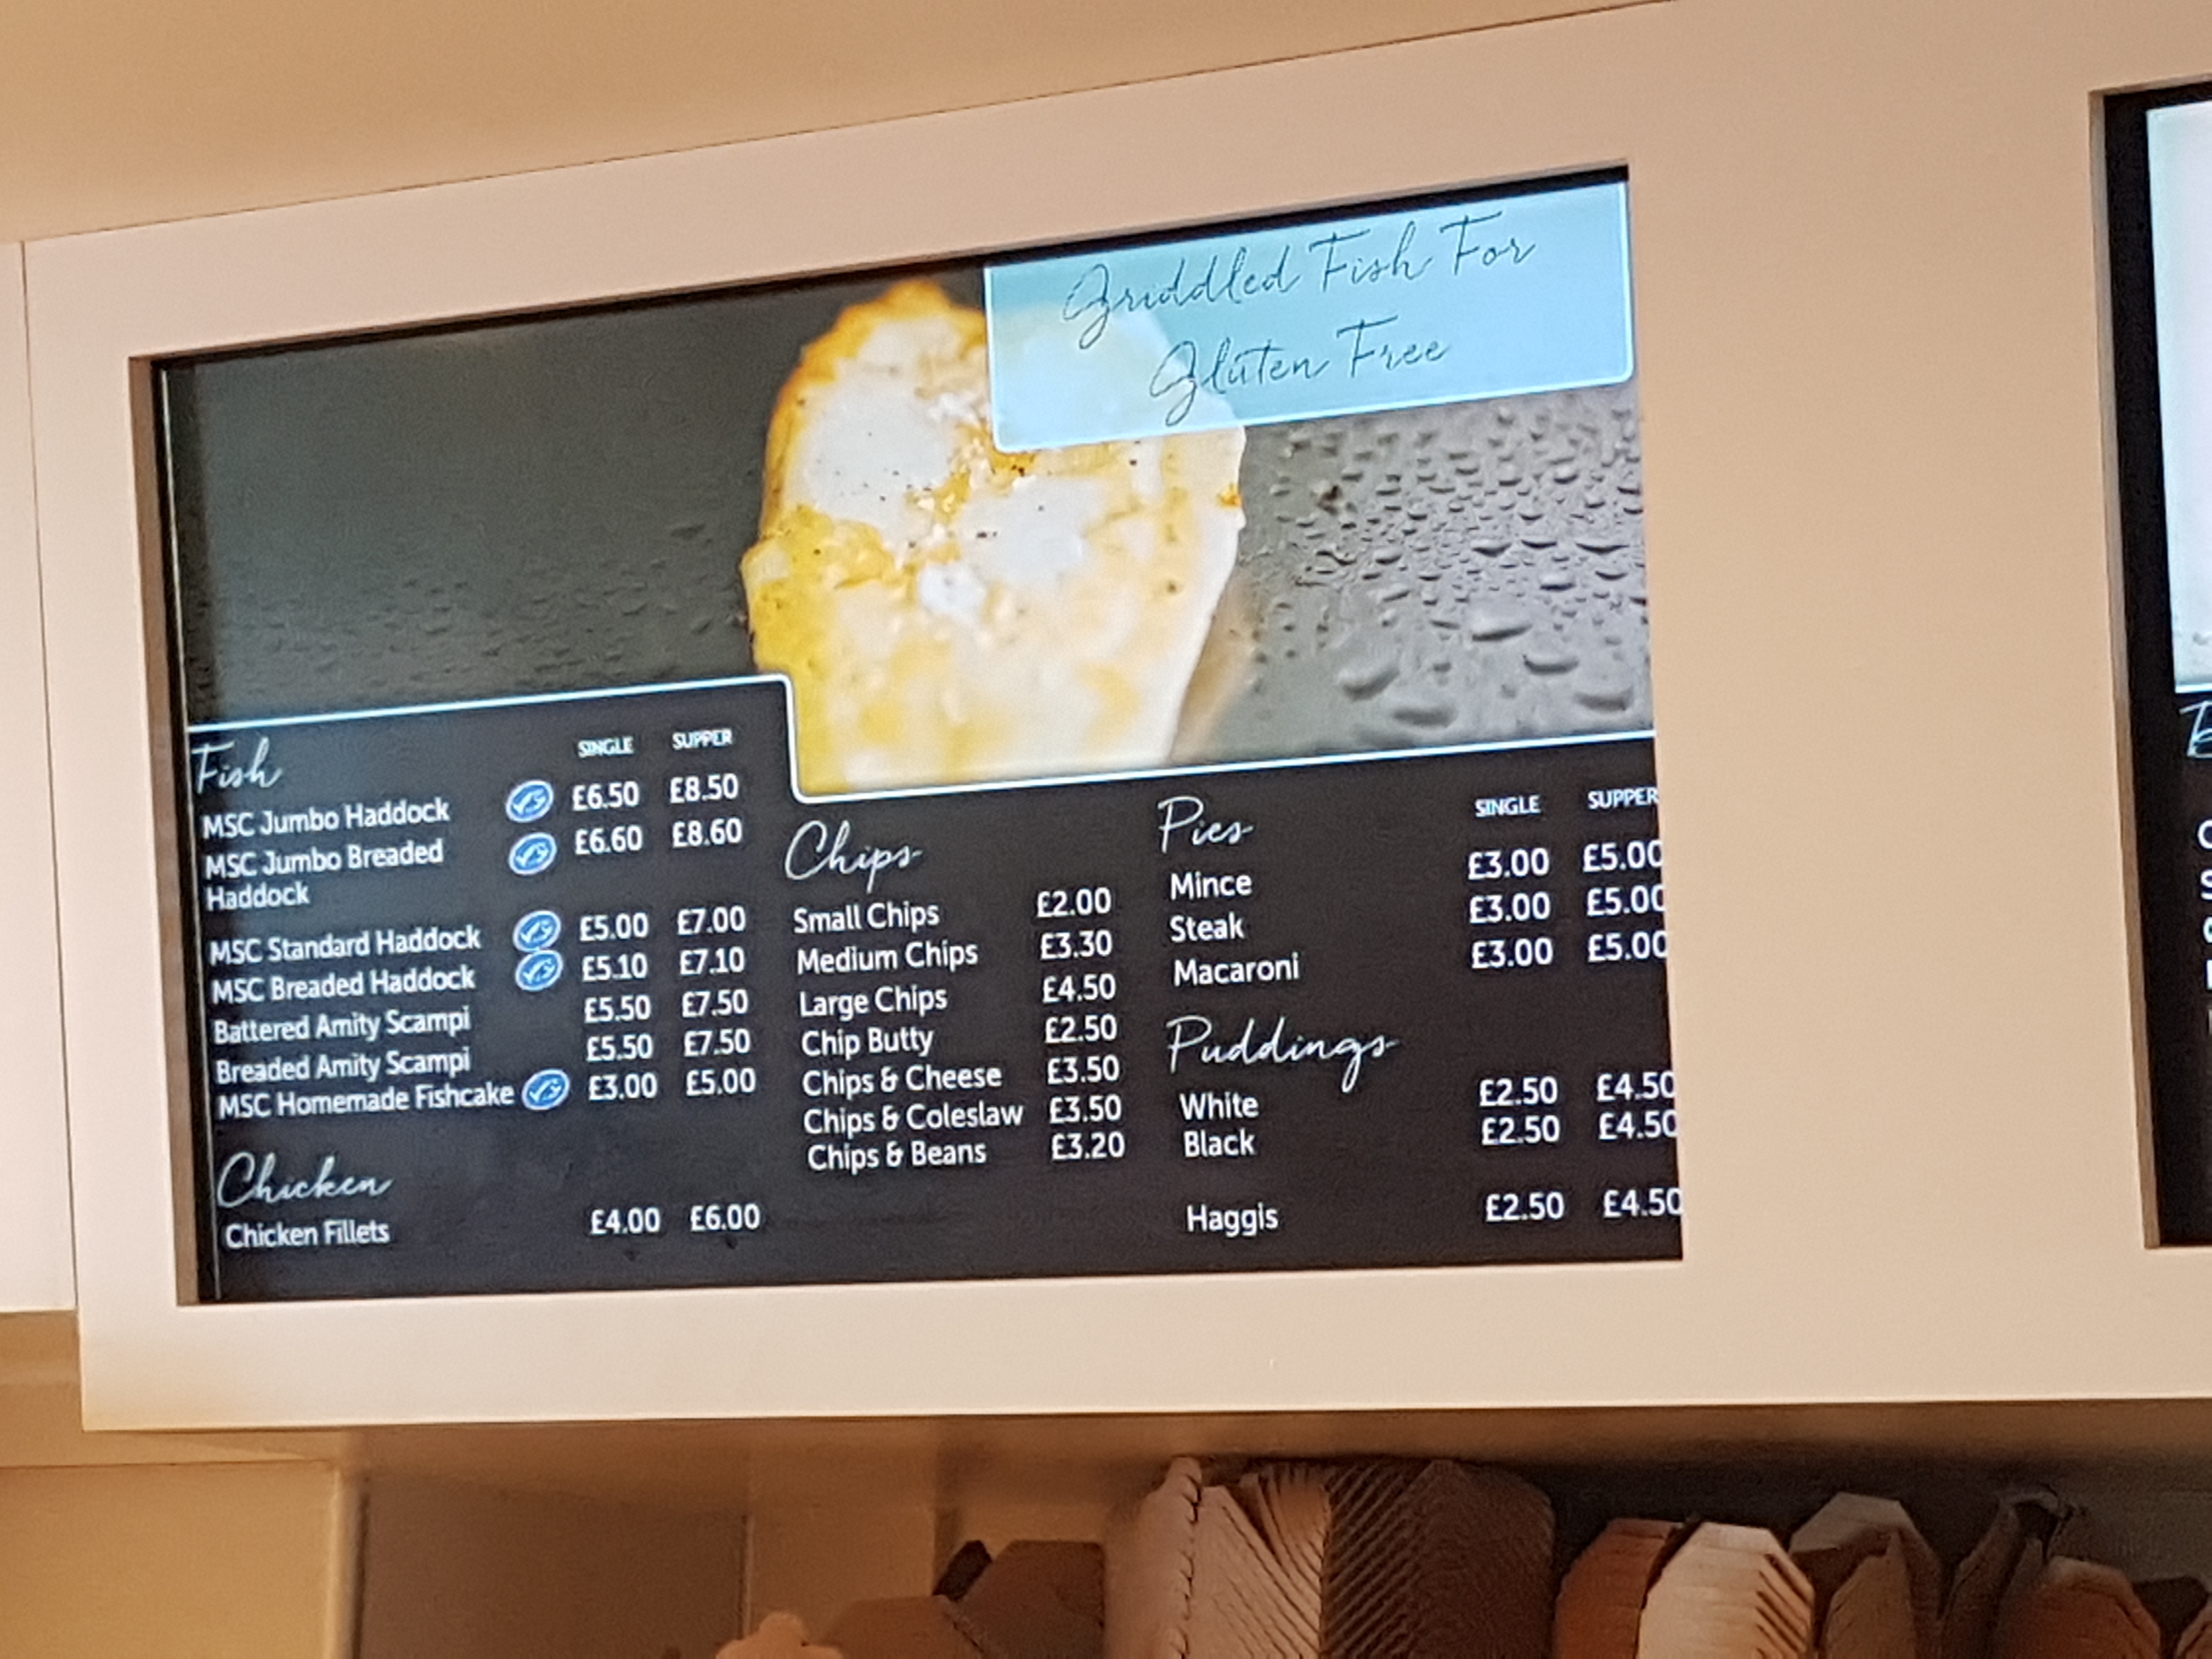 Griddled Fish For
Gluten Free
Fish SINGLE SUPPER
MSC Jumbo Haddock £6.50 £8.50
MSC Jumbo Breaded £6.60 £8.60
Haddock
MSC Standard Haddock £5.00 £7.00
MSC Breaded Haddock £5.10 £7.10
Battered Amity Scampi £5.50 £7.50
Breaded Amity Scampi £5.50 £7.50
MSC Homemade Fishcake £3.00 £5.00
Chicken
Chicken Fillets £4.00 £6.00
Chips
Small Chips £2.00
Medium Chips £3.30
Large Chips £4.50
Chip Butty £2.50
Chips & Cheese £3.50
Chips & Coleslaw £3.50
Chips & Beans £3.20
Pies SINGLE SUPPER
Mince £3.00 £5.00
Steak £3.00 £5.00
Macaroni £3.00 £5.00
Puddings
White £2.50 £4.50
Black £2.50 £4.50
Haggis £2.50 £4.50